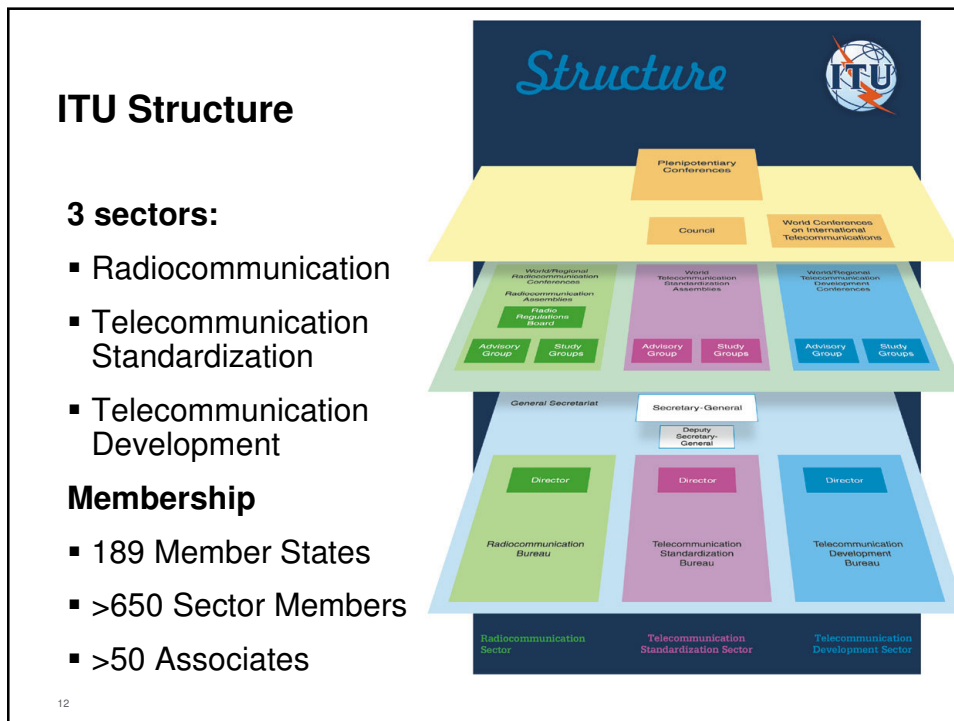 ITU Structure
3 sectors:
▪ Radiocommunication
▪ Telecommunication
Standardization
▪ Telecommunication
Development
Membership
▪ 189 Member States
▪ >650 Sector Members
▪ >50 Associates
12
Structure
ITU
Plenipotentiary
Conferences
Council
World Conferences
on International
Telecommunications
World/Regional
Radiocommunication
Conferences
Radiocommunication
Assemblies
Radio
Regulations
Board
Advisory
Group
Study
Groups
World
Telecommunication
Standardization
Assemblies
Advisory
Group
Study
Groups
World/Regional
Telecommunication
Development
Conferences
Advisory
Group
Study
Groups
General Secretariat
Secretary-General
Deputy
Secretary-
General
Director
Radiocommunication
Bureau
Director
Telecommunication
Standardization
Bureau
Director
Telecommunication
Development
Bureau
Radiocommunication
Sector
Telecommunication
Standardization Sector
Telecommunication
Development Sector